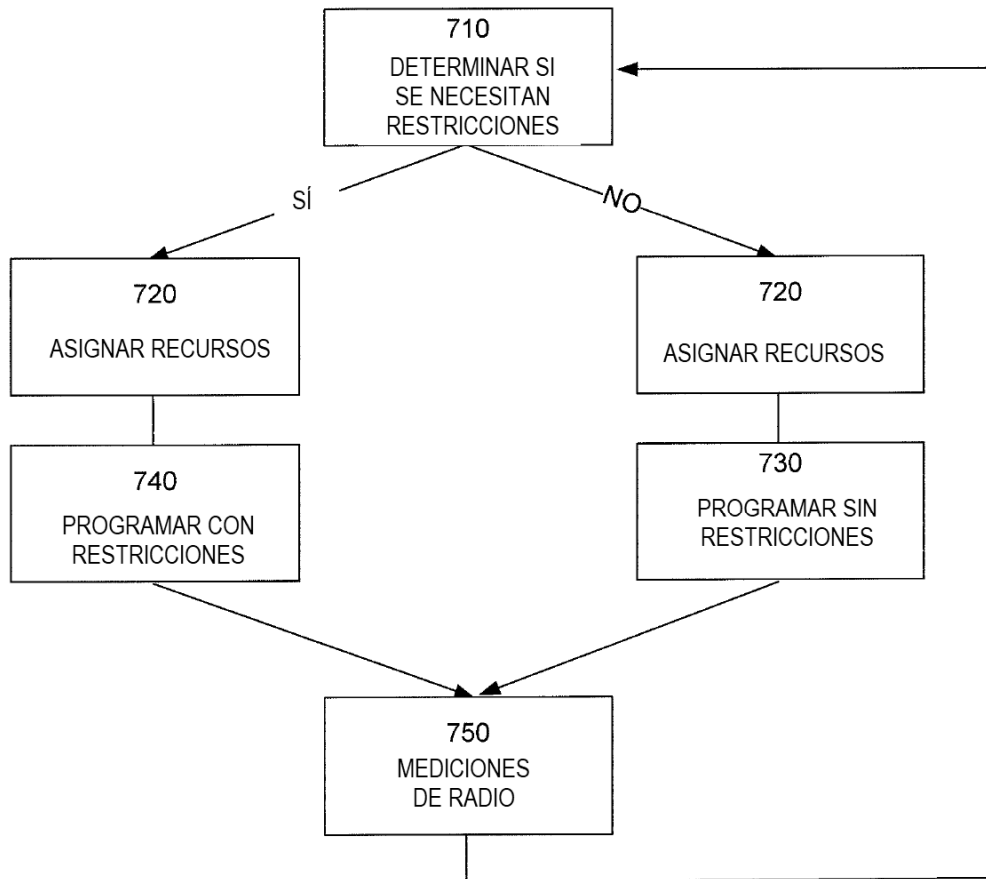 710
DETERMINAR SI
SE NECESITAN
RESTRICCIONES
SÍ
NO
720
ASIGNAR RECURSOS
720
ASIGNAR RECURSOS
740
PROGRAMAR CON
RESTRICCIONES
730
PROGRAMAR SIN
RESTRICCIONES
750
MEDICIONES
DE RADIO